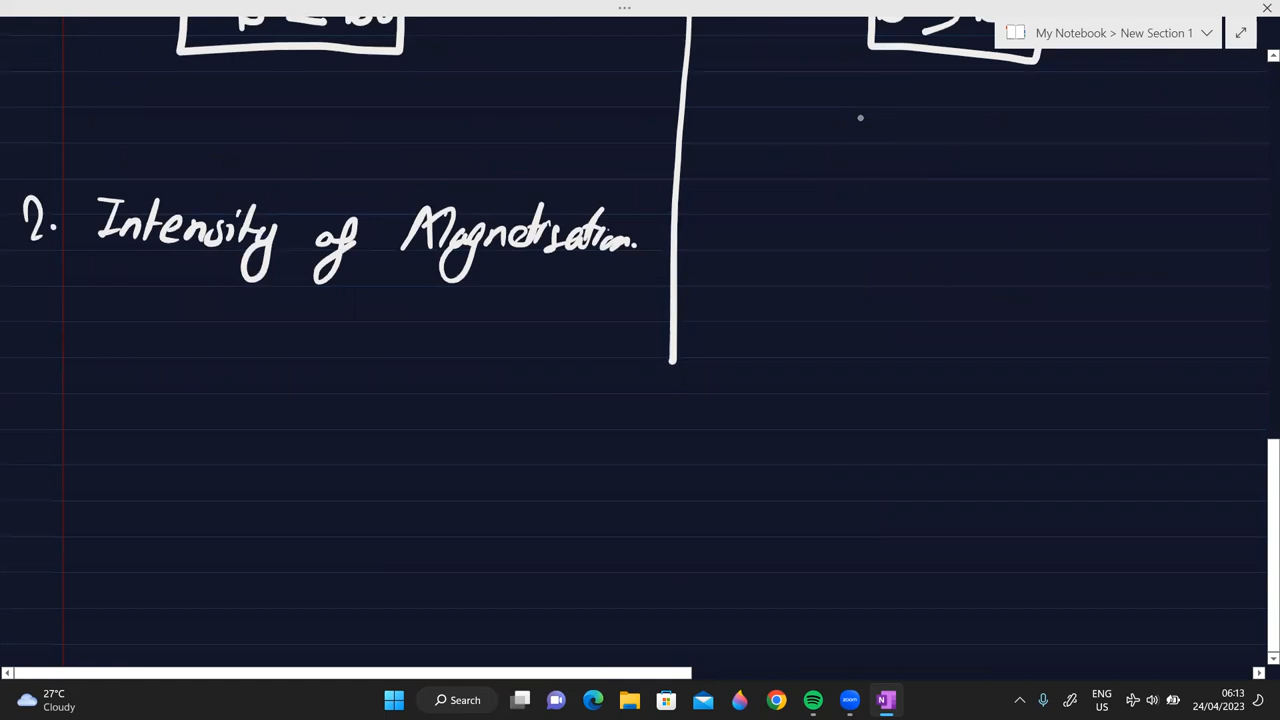 My Notebook > New Section 1
2. Intensity of Magnetisation.
27°C
Cloudy
Search
zoom
N
ENG
US
06:13
24/04/2023